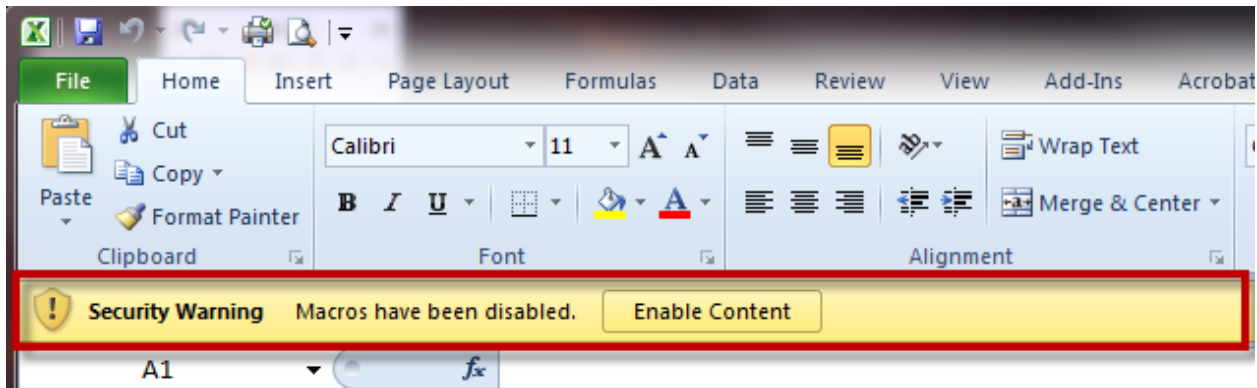 File Home Insert Page Layout Formulas Data Review View Add-Ins Acrobat
Cut
Calibri 11 Wrap Text
Copy
Paste
B I U A Merge & Center
Format Painter
Clipboard Font Alignment
Security Warning Macros have been disabled. Enable Content
A1 fx